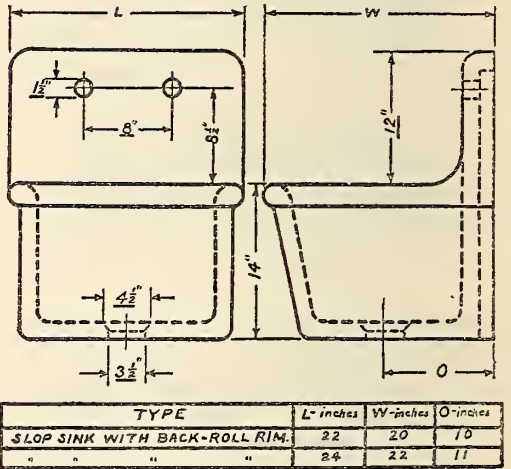 L
W
1½"
8"
8½"
12"
14"
4½"
3½"
O
TYPE L-inches W-inches O-inches
SLOP SINK WITH BACK-ROLL RIM. 22 20 10
" " " " 24 22 11